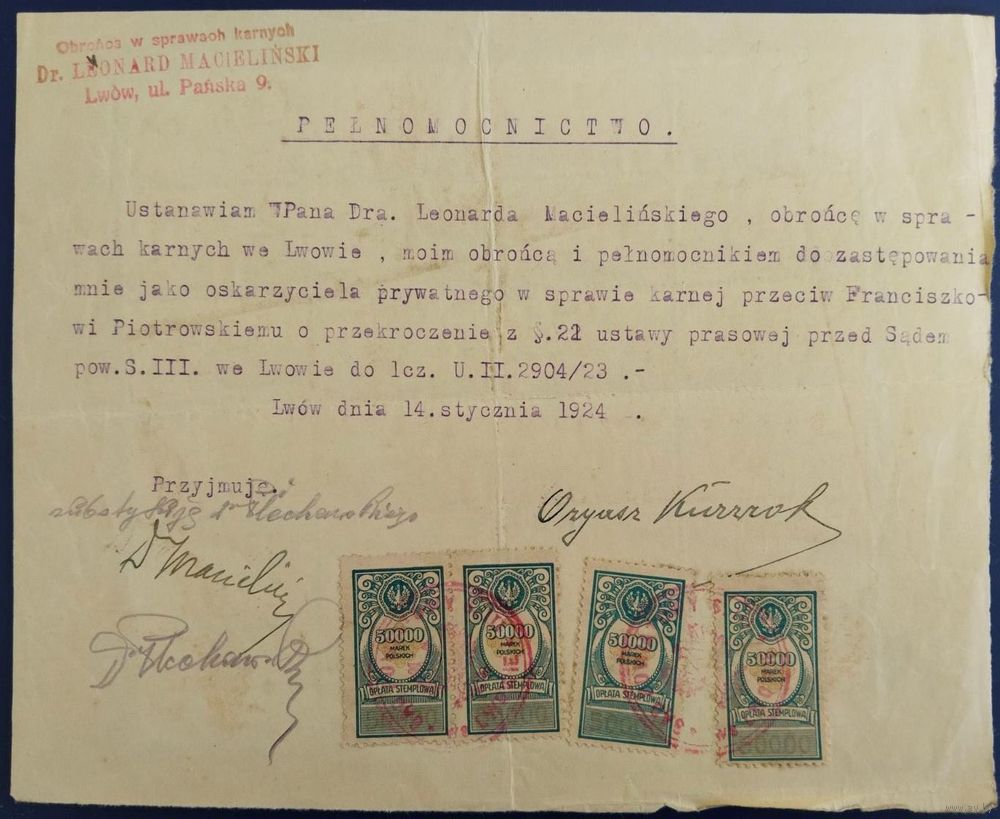 Obrońca w sprawach karnych
Dr. LEONARD MACIELIŃSKI
Lwów, ul. Pańska 9.
PEŁNOMOCNICTWO.
Ustanawiam WPana Dra. Leonarda Macielińskiego , obrońcę w spra -
wach karnych we Lwowie , moim obrońcą i pełnomocnikiem do zastępowania
mnie jako oskarzyciela prywatnego w sprawie karnej przeciw Franciszko-
wi Piotrowskiemu o przekroczenie z §.21 ustawy prasowej przed Sądem
pow.S.III. we Lwowie do lcz. U.II.2904/23 .-
Lwów dnia 14.stycznia 1924 .
Przyjmuję.
Ozyasz Kurzrok
50000
MAREK
POLSKICH
OPŁATA STEMPLOWA
50000
MAREK
POLSKICH
OPŁATA STEMPLOWA
50000
MAREK
POLSKICH
OPŁATA STEMPLOWA
50000
MAREK
POLSKICH
OPŁATA STEMPLOWA
50000